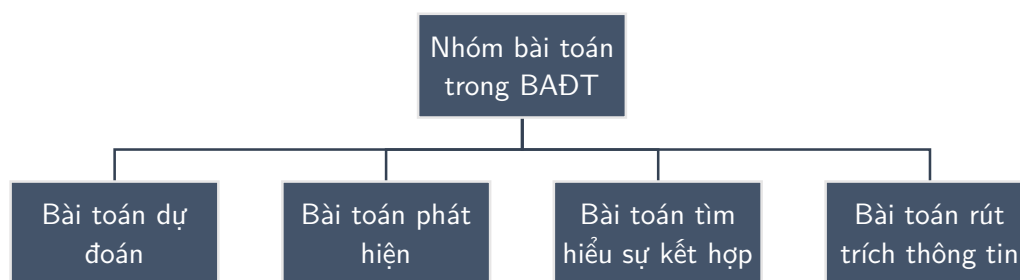 Nhóm bài toán
trong BAĐT
Bài toán dự
đoán
Bài toán phát
hiện
Bài toán tìm
hiểu sự kết hợp
Bài toán rút
trích thông tin